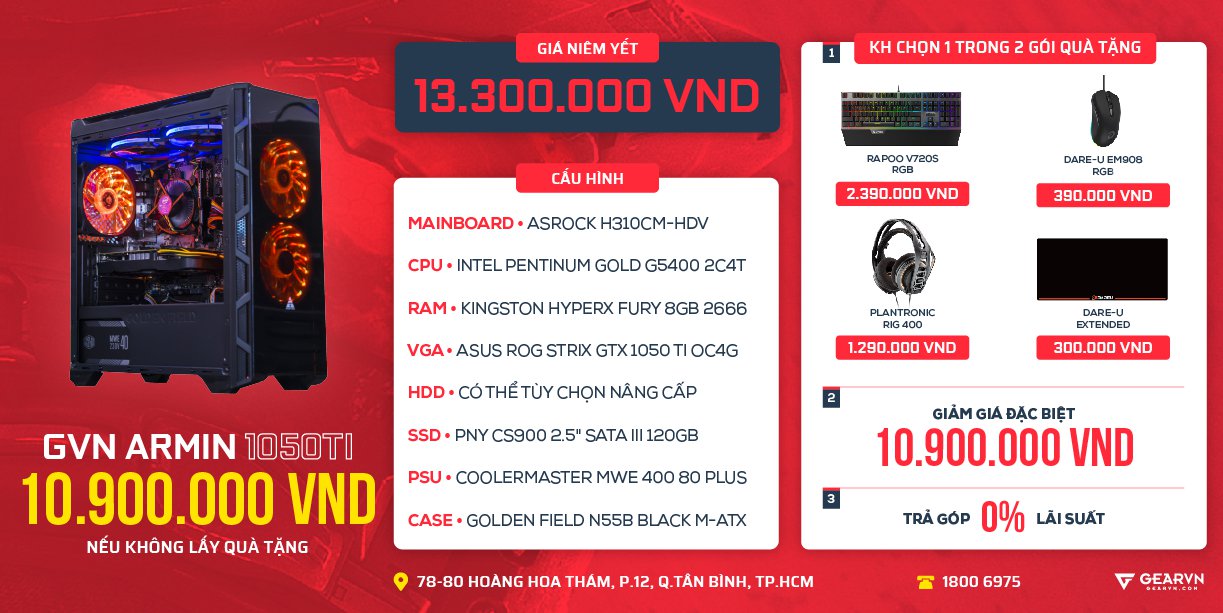 GVN ARMIN 1050TI
10.900.000 VND
NẾU KHÔNG LẤY QUÀ TẶNG
GIÁ NIÊM YẾT
13.300.000 VND
CẤU HÌNH
MAINBOARD • ASROCK H310CM-HDV
CPU • INTEL PENTINUM GOLD G5400 2C4T
RAM • KINGSTON HYPERX FURY 8GB 2666
VGA • ASUS ROG STRIX GTX 1050 TI OC4G
HDD • CÓ THỂ TÙY CHỌN NÂNG CẤP
SSD • PNY CS900 2.5" SATA III 120GB
PSU • COOLERMASTER MWE 400 80 PLUS
CASE • GOLDEN FIELD N55B BLACK M-ATX
1
KH CHỌN 1 TRONG 2 GÓI QUÀ TẶNG
RAPOO V720S
RGB
2.390.000 VND
DARE-U EM908
RGB
390.000 VND
PLANTRONIC
RIG 400
1.290.000 VND
DARE-U
EXTENDED
300.000 VND
2
GIẢM GIÁ ĐẶC BIỆT
10.900.000 VND
3
TRẢ GÓP 0% LÃI SUẤT
78-80 HOÀNG HOA THÁM, P.12, Q.TÂN BÌNH, TP.HCM
1800 6975
GEARVN
GEARVN.COM